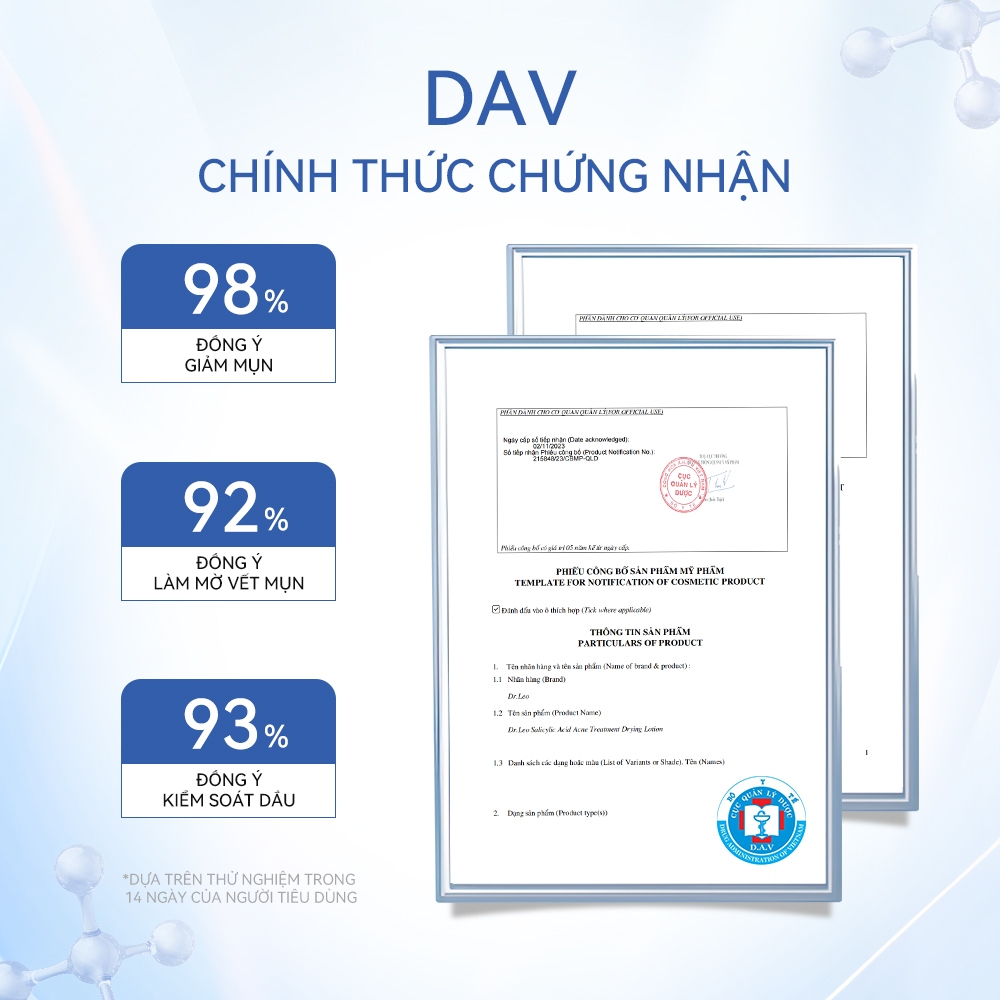 DAV
CHÍNH THỨC CHỨNG NHẬN
98%
ĐỒNG Ý
GIẢM MỤN
92%
ĐỒNG Ý
LÀM MỜ VẾT MỤN
93%
ĐỒNG Ý
KIỂM SOÁT DẦU
*DỰA TRÊN THỬ NGHIỆM TRONG
14 NGÀY CỦA NGƯỜI TIÊU DÙNG
PHẦN DÀNH CHO CƠ QUAN QUẢN LÝ(FOR OFFICIAL USE)
PHẦN DÀNH CHO CƠ QUAN QUẢN LÝ(FOR OFFICIAL USE)
Ngày cấp số tiếp nhận (Date acknowledged):
02/11/2023
Số tiếp nhận Phiếu công bố (Product Notification No.):
215848/23/CBMP-QLD
CỤC
QUẢN LÝ
DƯỢC
Phiếu công bố có giá trị 05 năm kể từ ngày cấp.
PHIẾU CÔNG BỐ SẢN PHẨM MỸ PHẨM
TEMPLATE FOR NOTIFICATION OF COSMETIC PRODUCT
Đánh dấu vào ô thích hợp (Tick where applicable)
THÔNG TIN SẢN PHẨM
PARTICULARS OF PRODUCT
1. Tên nhãn hàng và tên sản phẩm (Name of brand & product) :
1.1 Nhãn hàng (Brand)
Dr.Leo
1.2 Tên sản phẩm (Product Name)
Dr.Leo Salicylic Acid Acne Treatment Drying Lotion
1.3 Danh sách các dạng hoặc màu (List of Variants or Shade). Tên (Names)
2. Dạng sản phẩm (Product type(s))
T
1
BỘ Y TẾ
CỤC QUẢN LÝ DƯỢC
D.A.V
DRUG ADMINISTRATION OF VIETNAM